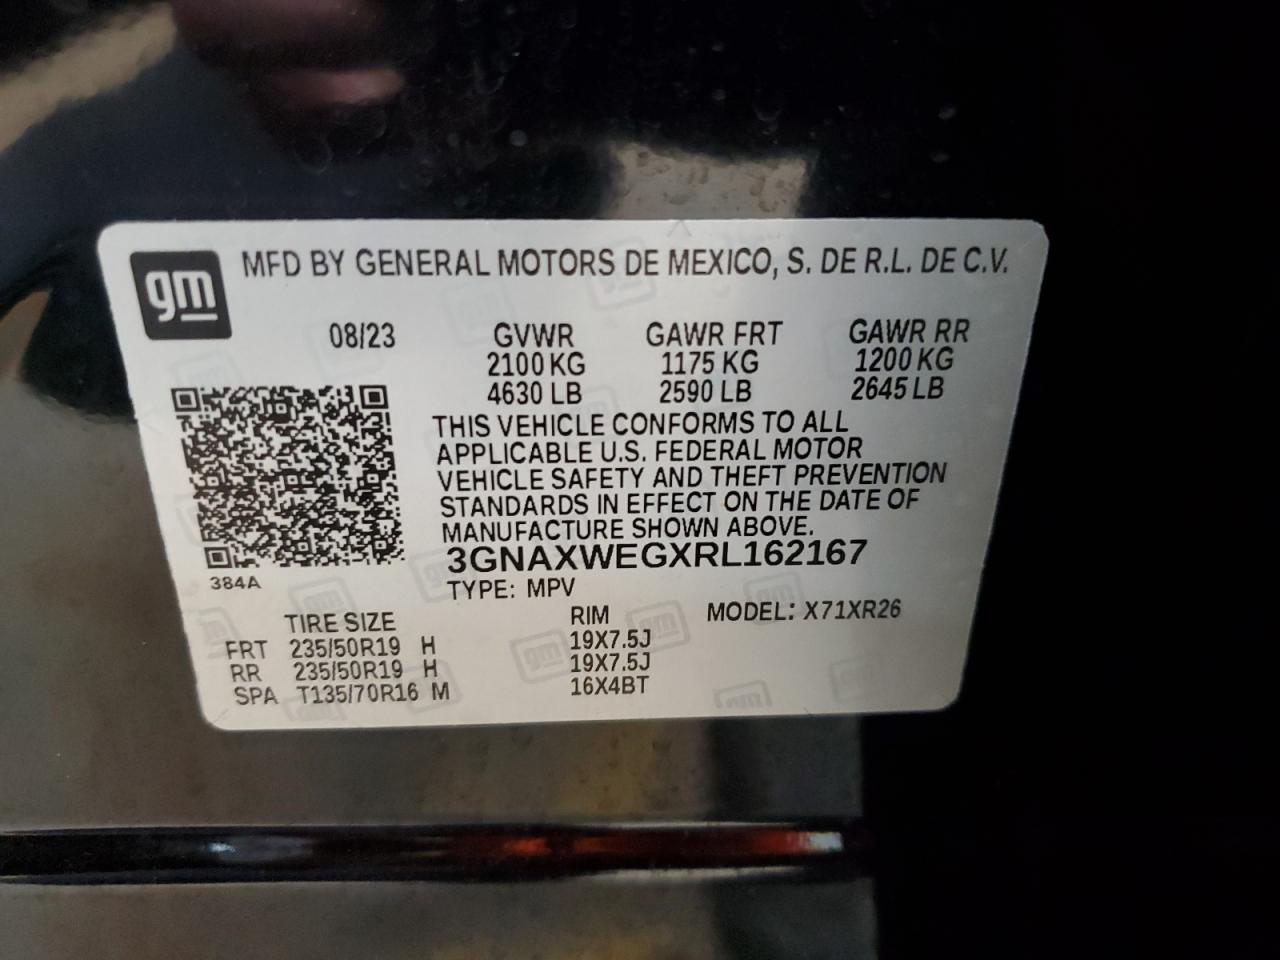 gm MFD BY GENERAL MOTORS DE MEXICO, S. DE R.L. DE C.V.
08/23 GVWR GAWR FRT GAWR RR
2100 KG 1175 KG 1200 KG
4630 LB 2590 LB 2645 LB
THIS VEHICLE CONFORMS TO ALL
APPLICABLE U.S. FEDERAL MOTOR
VEHICLE SAFETY AND THEFT PREVENTION
STANDARDS IN EFFECT ON THE DATE OF
MANUFACTURE SHOWN ABOVE.
3GNAXWEGXRL162167
384A
TYPE: MPV
TIRE SIZE RIM MODEL: X71XR26
FRT 235/50R19 H 19X7.5J
RR 235/50R19 H 19X7.5J
SPA T135/70R16 M 16X4BT